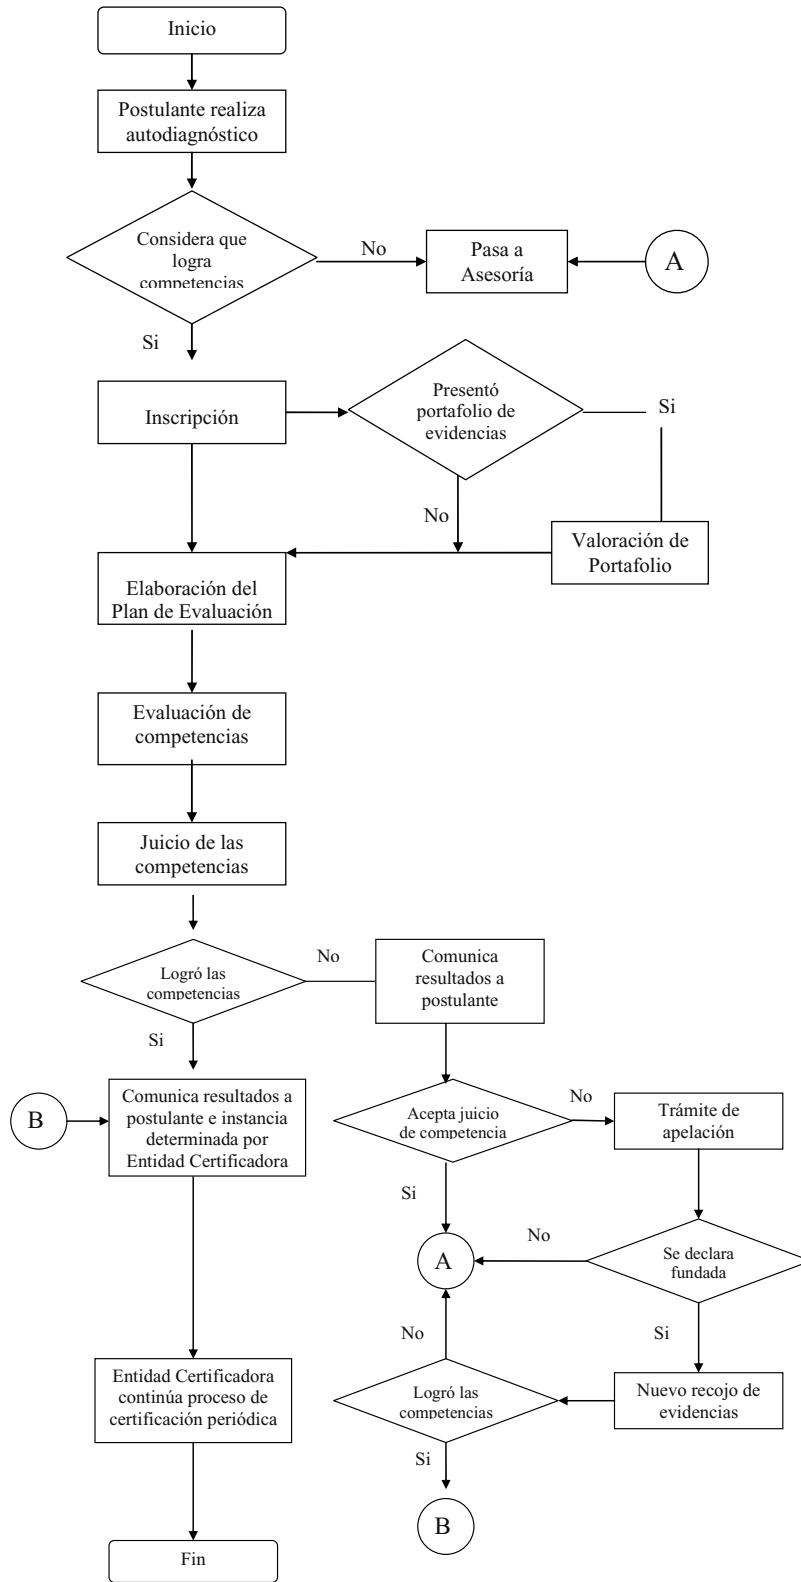 Inicio
Postulante realiza
autodiagnóstico
Considera que
logra
competencias
No
Pasa a
Asesoría
A
Si
Inscripción
Presentó
portafolio de
evidencias
Si
No
Valoración de
Portafolio
Elaboración del
Plan de Evaluación
Evaluación de
competencias
Juicio de las
competencias
Logró las
competencias
No
Comunica
resultados a
postulante
Si
B
Comunica resultados a
postulante e instancia
determinada por
Entidad Certificadora
Acepta juicio
de competencia
No
Trámite de
apelación
Si
A
No
Se declara
fundada
Si
No
Entidad Certificadora
continúa proceso de
certificación periódica
Logró las
competencias
Nuevo recojo de
evidencias
Si
B
Fin